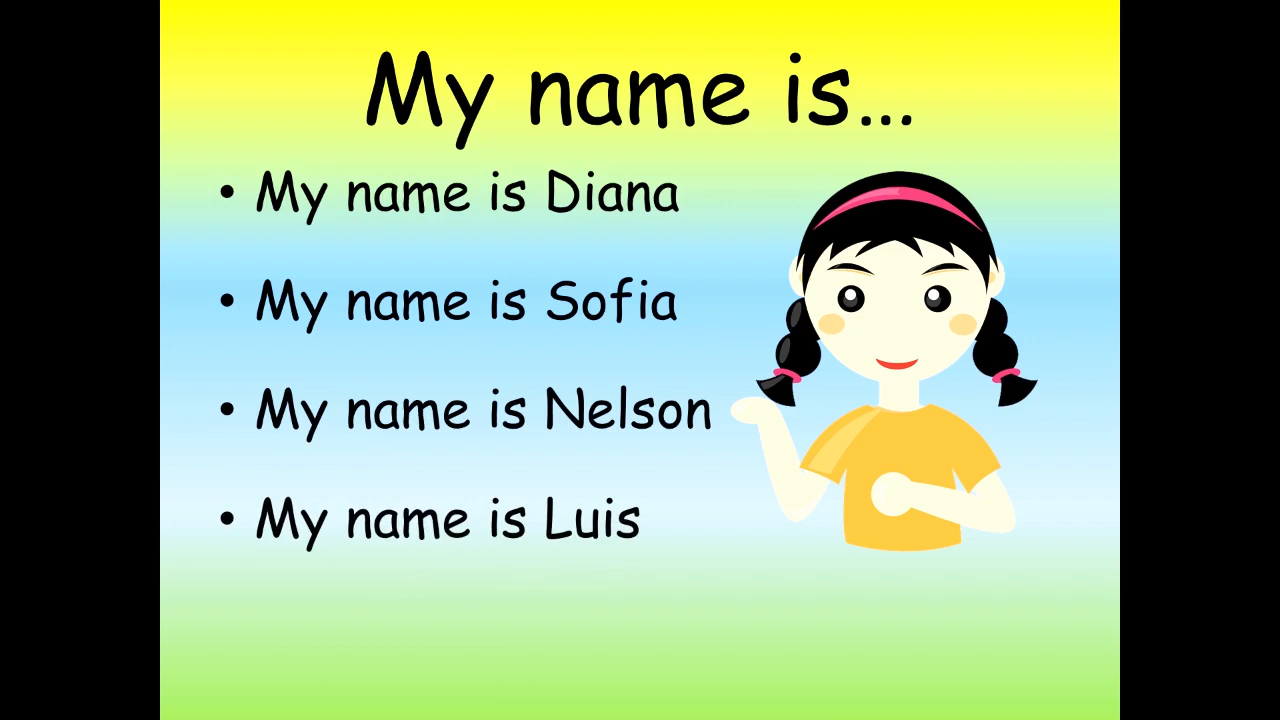 My name is...
• My name is Diana
• My name is Sofia
• My name is Nelson
• My name is Luis